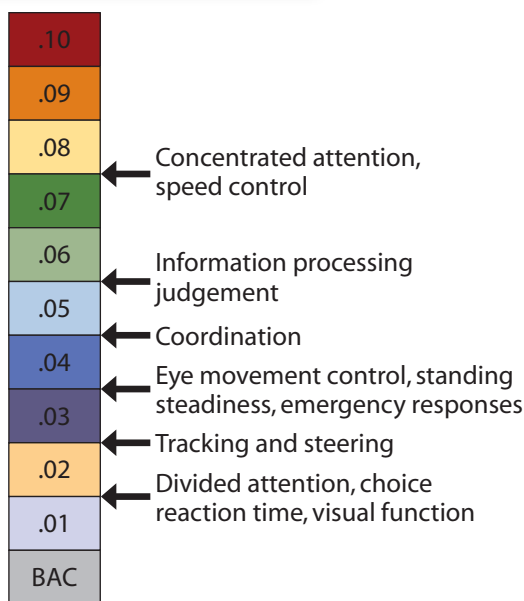 .10
.09
.08
Concentrated attention,
speed control
.07
.06
Information processing
judgement
.05
Coordination
.04
Eye movement control, standing
steadiness, emergency responses
.03
Tracking and steering
.02
Divided attention, choice
reaction time, visual function
.01
BAC